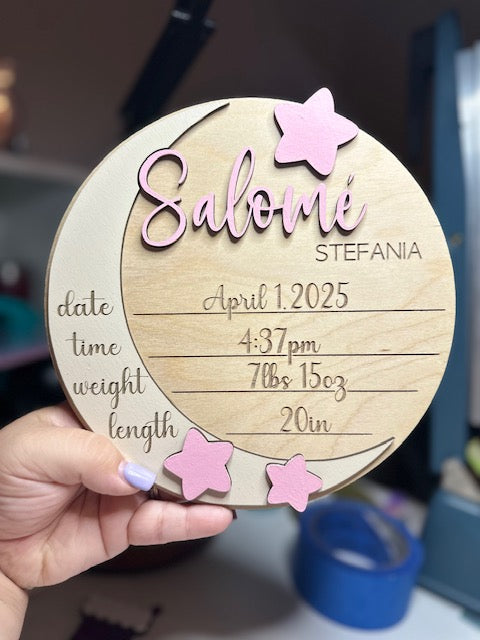 Salomé
STEFANIA
date April 1.2025
time 4:37pm
weight 7lbs 15oz
length 20in